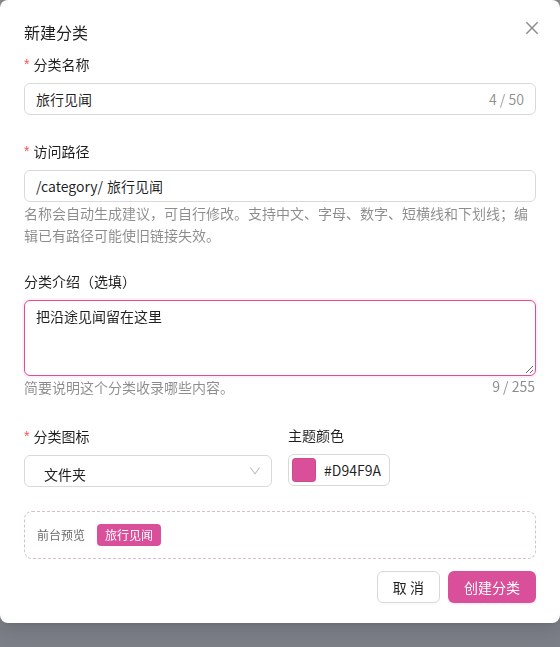 新建分类
* 分类名称
旅行见闻 4 / 50
* 访问路径
/category/ 旅行见闻
名称会自动生成建议，可自行修改。支持中文、字母、数字、短横线和下划线；编
辑已有路径可能使旧链接失效。
分类介绍（选填）
把沿途见闻留在这里
简要说明这个分类收录哪些内容。 9 / 255
* 分类图标 主题颜色
文件夹 #D94F9A
前台预览 旅行见闻
取 消 创建分类